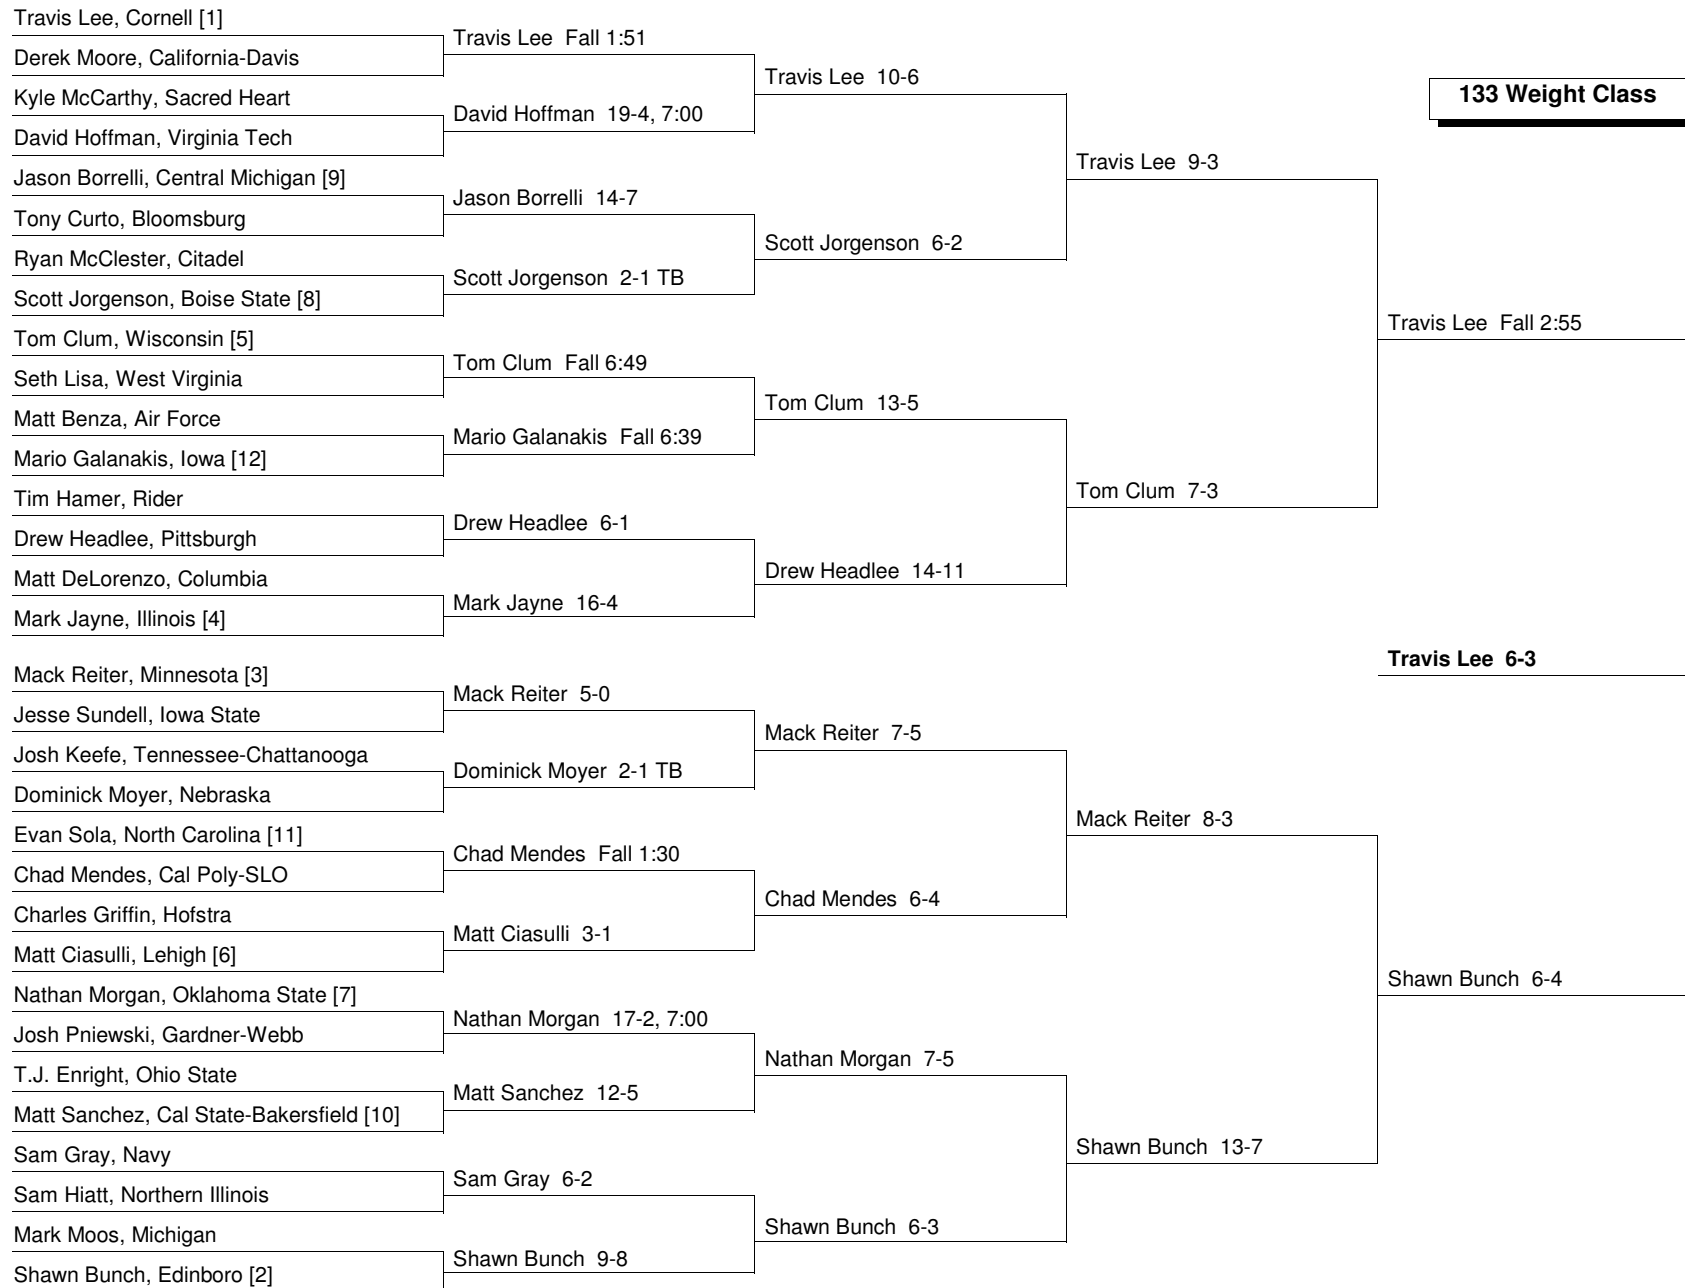 133 Weight Class
Travis Lee, Cornell [1]
Derek Moore, California-Davis
Kyle McCarthy, Sacred Heart
David Hoffman, Virginia Tech
Jason Borrelli, Central Michigan [9]
Tony Curto, Bloomsburg
Ryan McClester, Citadel
Scott Jorgenson, Boise State [8]
Tom Clum, Wisconsin [5]
Seth Lisa, West Virginia
Matt Benza, Air Force
Mario Galanakis, Iowa [12]
Tim Hamer, Rider
Drew Headlee, Pittsburgh
Matt DeLorenzo, Columbia
Mark Jayne, Illinois [4]
Mack Reiter, Minnesota [3]
Jesse Sundell, Iowa State
Josh Keefe, Tennessee-Chattanooga
Dominick Moyer, Nebraska
Evan Sola, North Carolina [11]
Chad Mendes, Cal Poly-SLO
Charles Griffin, Hofstra
Matt Ciasulli, Lehigh [6]
Nathan Morgan, Oklahoma State [7]
Josh Pniewski, Gardner-Webb
T.J. Enright, Ohio State
Matt Sanchez, Cal State-Bakersfield [10]
Sam Gray, Navy
Sam Hiatt, Northern Illinois
Mark Moos, Michigan
Shawn Bunch, Edinboro [2]
Travis Lee Fall 1:51
David Hoffman 19-4, 7:00
Jason Borrelli 14-7
Scott Jorgenson 2-1 TB
Tom Clum Fall 6:49
Mario Galanakis Fall 6:39
Drew Headlee 6-1
Mark Jayne 16-4
Mack Reiter 5-0
Dominick Moyer 2-1 TB
Chad Mendes Fall 1:30
Matt Ciasulli 3-1
Nathan Morgan 17-2, 7:00
Matt Sanchez 12-5
Sam Gray 6-2
Shawn Bunch 9-8
Travis Lee 10-6
Scott Jorgenson 6-2
Tom Clum 13-5
Drew Headlee 14-11
Mack Reiter 7-5
Chad Mendes 6-4
Nathan Morgan 7-5
Shawn Bunch 6-3
Travis Lee 9-3
Tom Clum 7-3
Mack Reiter 8-3
Shawn Bunch 13-7
Travis Lee Fall 2:55
Shawn Bunch 6-4
Travis Lee 6-3